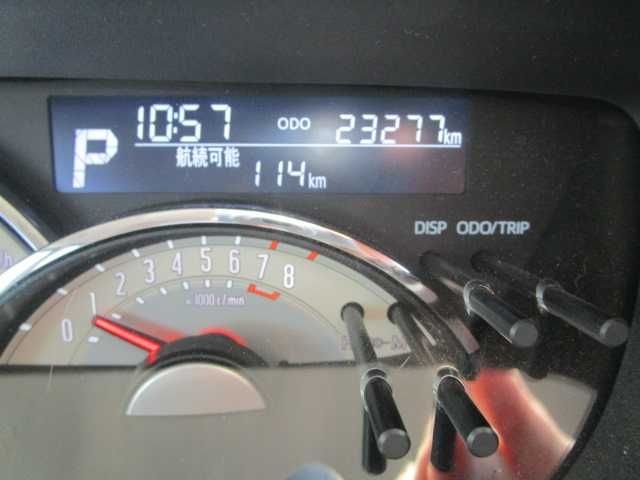 10:57 ODO 23277km
P
航続可能
114km
DISP ODO/TRIP
0 1 2 3 4 5 6 7 8
×1000 r/min